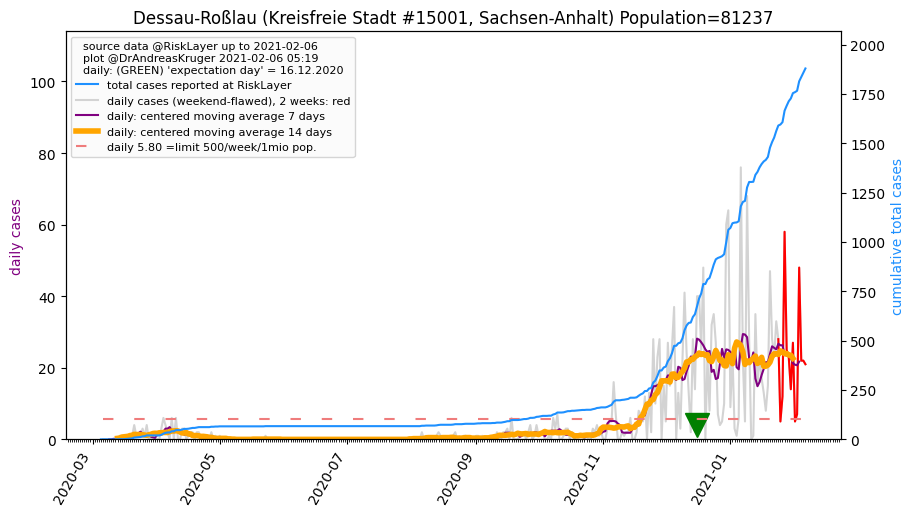 Dessau-Roßlau (Kreisfreie Stadt #15001, Sachsen-Anhalt) Population=81237
source data @RiskLayer up to 2021-02-06
plot @DrAndreasKruger 2021-02-06 05:19
daily: (GREEN) 'expectation day' = 16.12.2020
total cases reported at RiskLayer
daily cases (weekend-flawed), 2 weeks: red
daily: centered moving average 7 days
daily: centered moving average 14 days
daily 5.80 =limit 500/week/1mio pop.
daily cases
100
80
60
40
20
0
2000
1750
1500
1250
1000
750
500
250
0
cumulative total cases
2020-03
2020-05
2020-07
2020-09
2020-11
2021-01